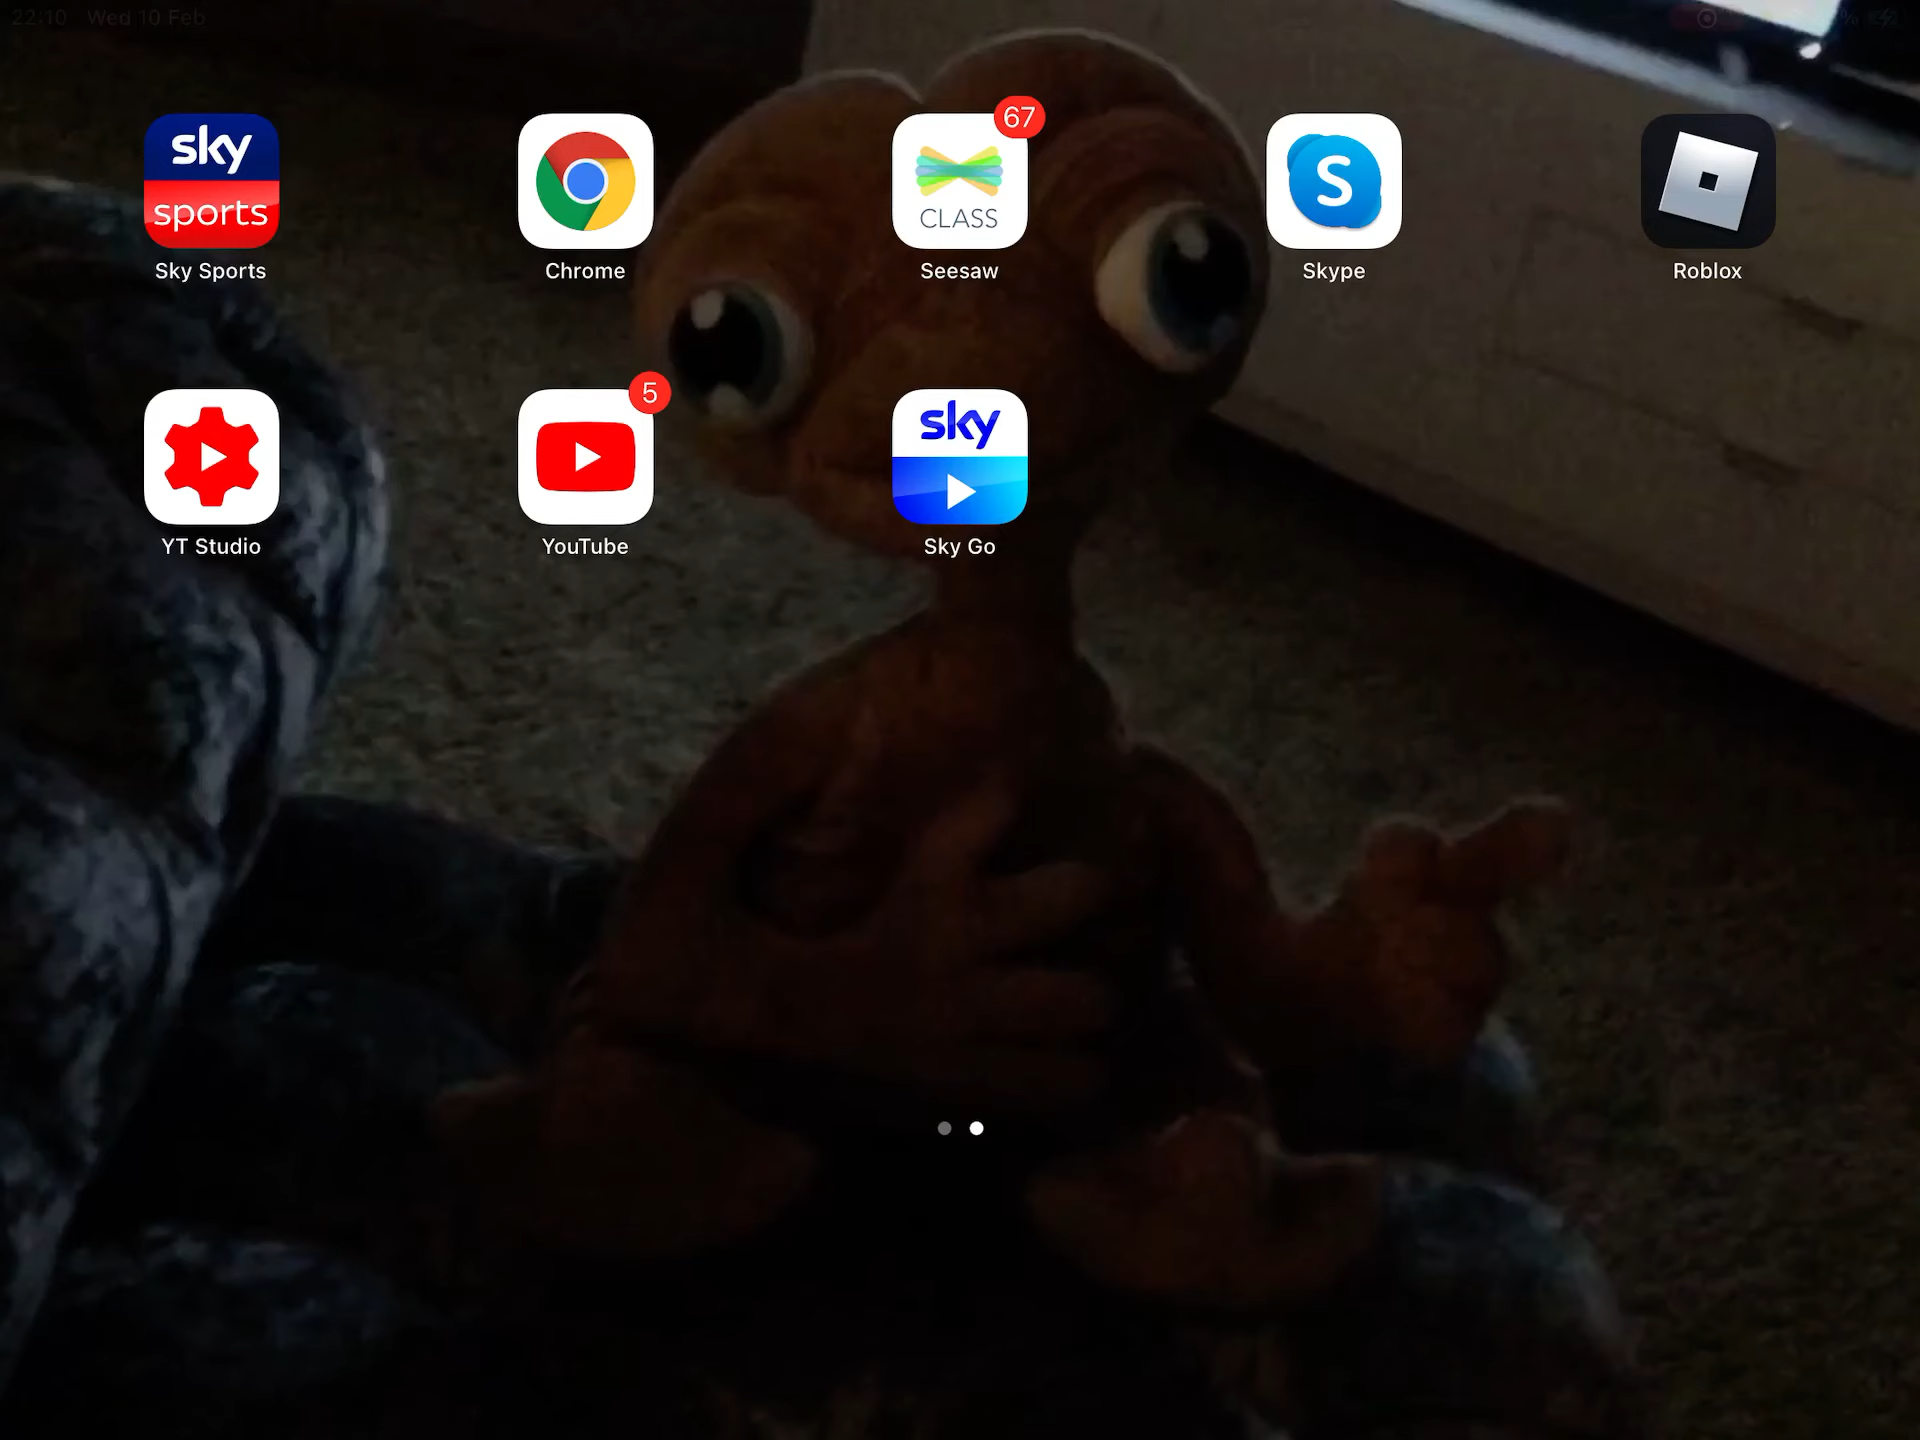 22:10 Wed 10 Feb
sky
sports
Sky Sports
Chrome
67
CLASS
Seesaw
S
Skype
Roblox
YT Studio
5
YouTube
sky
Sky Go